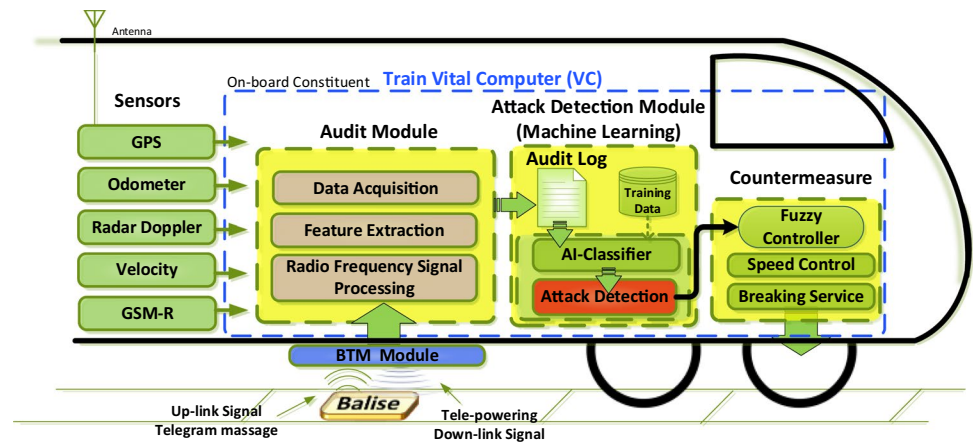 Antenna
On-board Constituent
Train Vital Computer (VC)
Sensors
GPS
Odometer
Radar Doppler
Velocity
GSM-R
Audit Module
Data Acquisition
Feature Extraction
Radio Frequency Signal
Processing
Attack Detection Module
(Machine Learning)
Audit Log
Training
Data
AI-Classifier
Attack Detection
Countermeasure
Fuzzy
Controller
Speed Control
Breaking Service
BTM Module
Balise
Up-link Signal
Telegram massage
Tele-powering
Down-link Signal